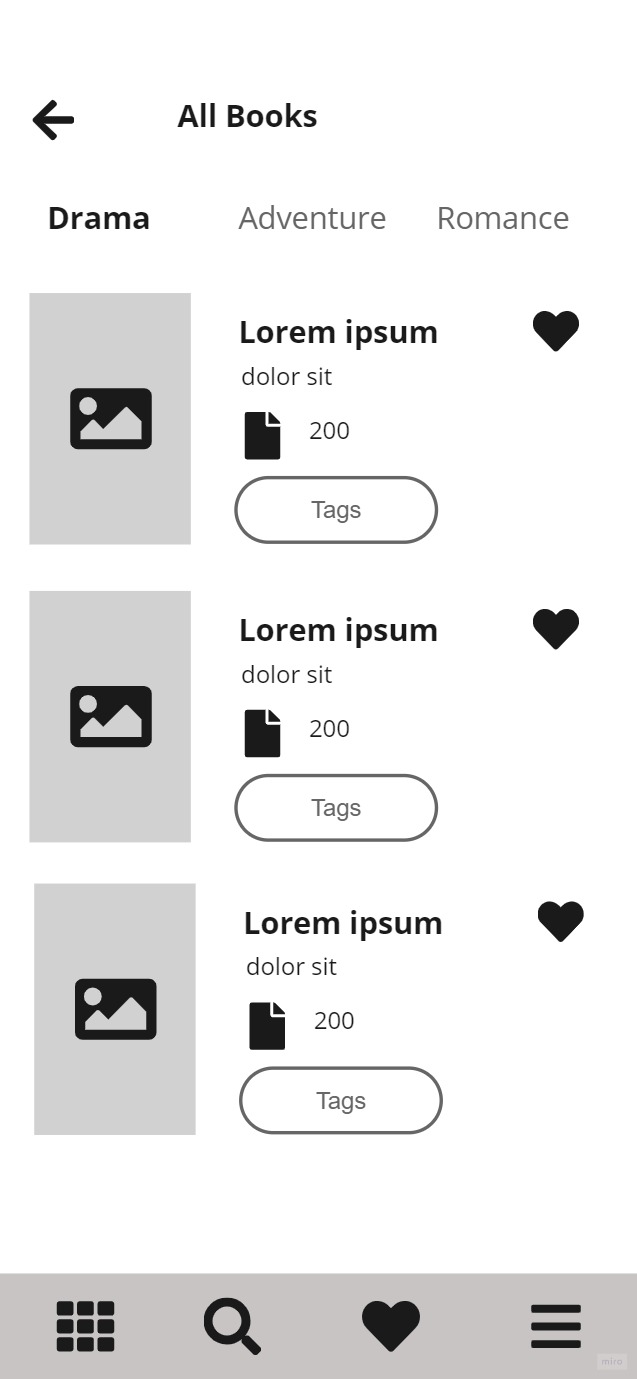 All Books
Drama Adventure Romance
Lorem ipsum
dolor sit
200
Tags
Lorem ipsum
dolor sit
200
Tags
Lorem ipsum
dolor sit
200
Tags
miro